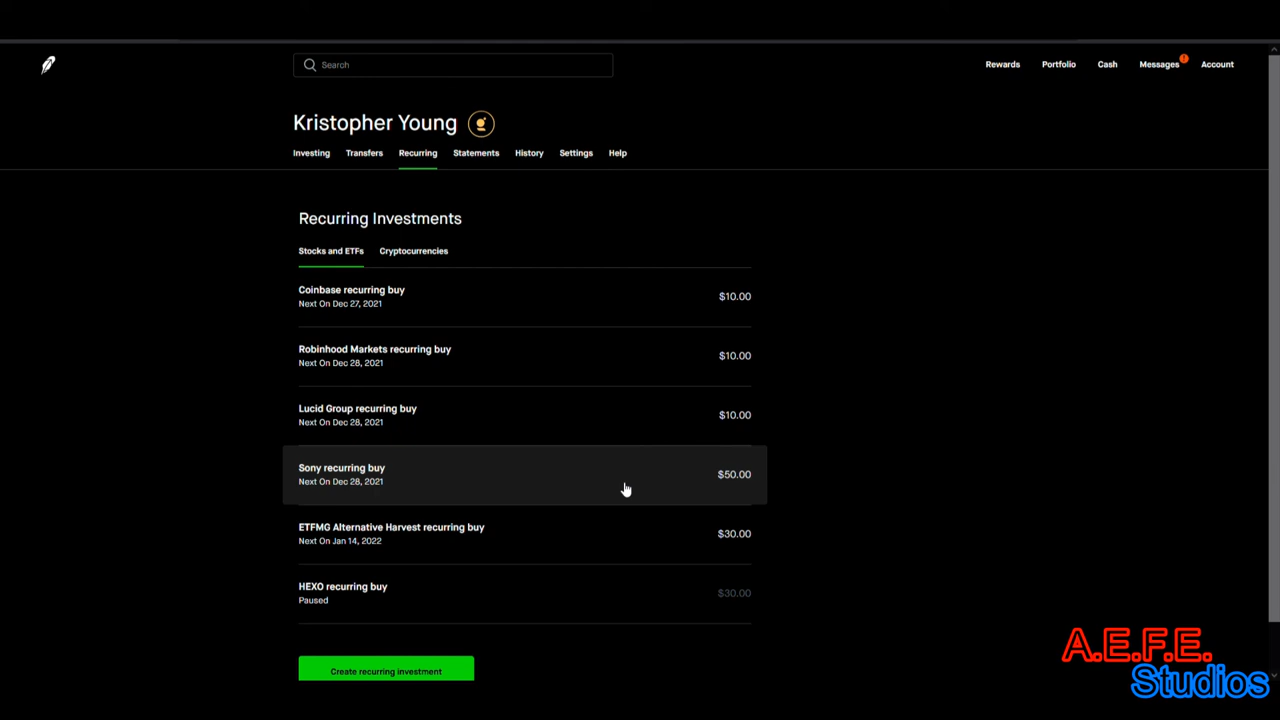 Search
Rewards
Portfolio
Cash
Messages
!
Account
Kristopher Young
Investing
Transfers
Recurring
Statements
History
Settings
Help
Recurring Investments
Stocks and ETFs
Cryptocurrencies
Coinbase recurring buy
Next On Dec 27, 2021
$10.00
Robinhood Markets recurring buy
Next On Dec 28, 2021
$10.00
Lucid Group recurring buy
Next On Dec 28, 2021
$10.00
Sony recurring buy
Next On Dec 28, 2021
$50.00
ETFMG Alternative Harvest recurring buy
Next On Jan 14, 2022
$30.00
HEXO recurring buy
Paused
$30.00
Create recurring investment
A.E.F.E.
Studios